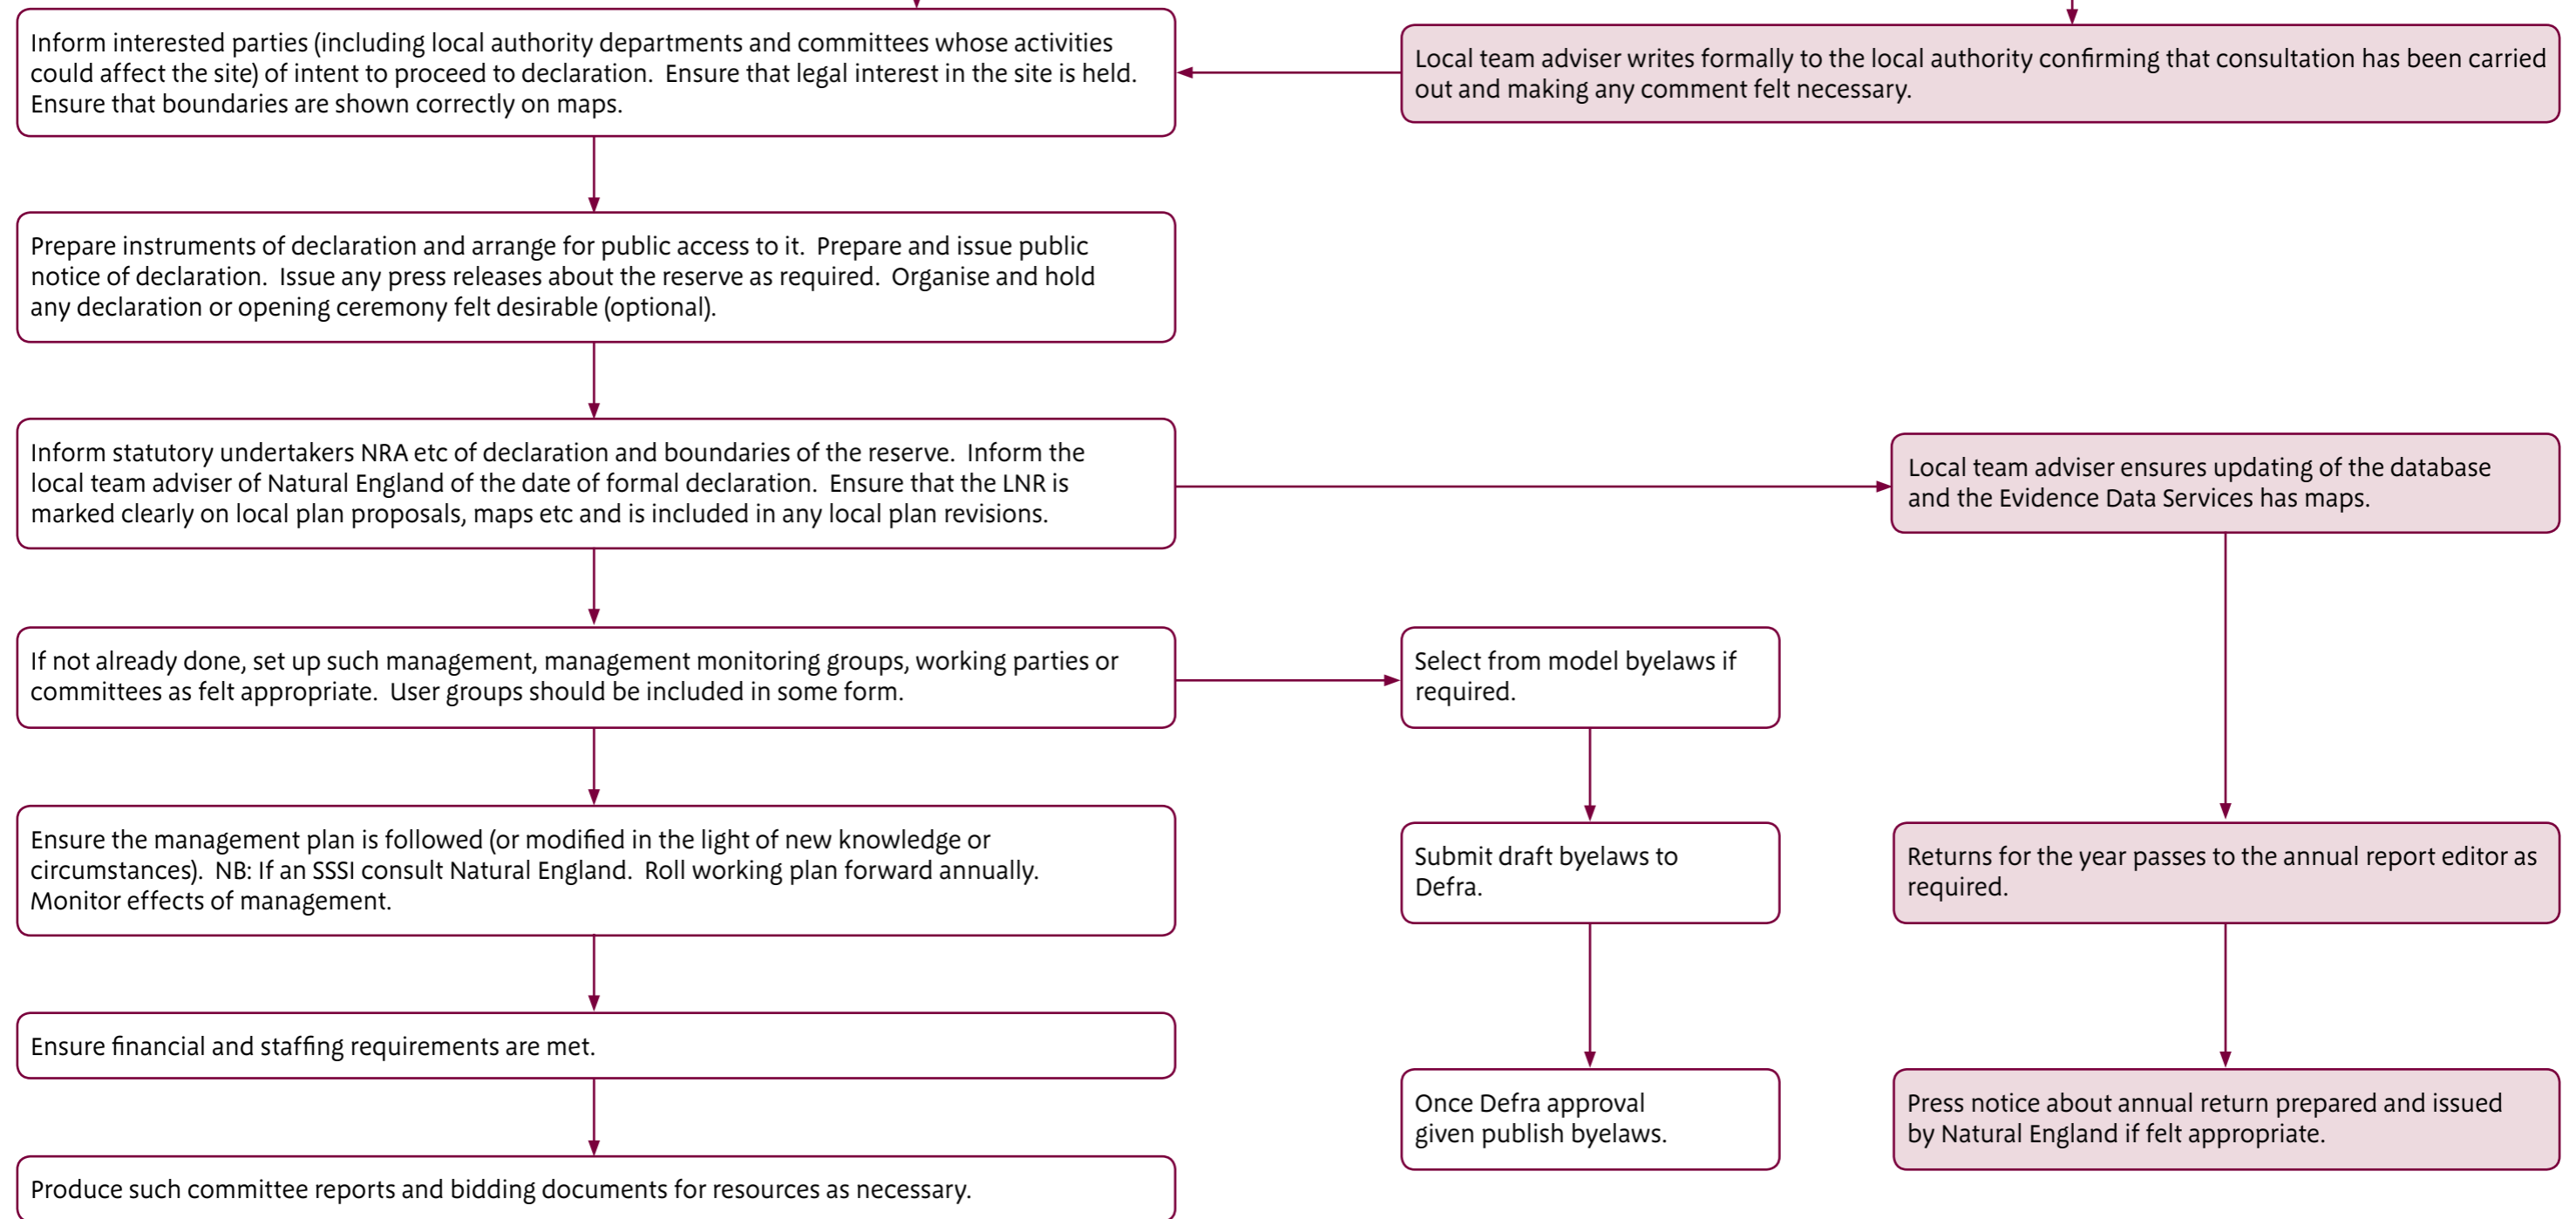 Inform interested parties (including local authority departments and committees whose activities
could affect the site) of intent to proceed to declaration.  Ensure that legal interest in the site is held.
Ensure that boundaries are shown correctly on maps.
Local team adviser writes formally to the local authority confirming that consultation has been carried
out and making any comment felt necessary.
Prepare instruments of declaration and arrange for public access to it.  Prepare and issue public
notice of declaration.  Issue any press releases about the reserve as required.  Organise and hold
any declaration or opening ceremony felt desirable (optional).
Inform statutory undertakers NRA etc of declaration and boundaries of the reserve.  Inform the
local team adviser of Natural England of the date of formal declaration.  Ensure that the LNR is
marked clearly on local plan proposals, maps etc and is included in any local plan revisions.
Local team adviser ensures updating of the database
and the Evidence Data Services has maps.
If not already done, set up such management, management monitoring groups, working parties or
committees as felt appropriate.  User groups should be included in some form.
Select from model byelaws if
required.
Ensure the management plan is followed (or modified in the light of new knowledge or
circumstances).  NB: If an SSSI consult Natural England.  Roll working plan forward annually.
Monitor effects of management.
Submit draft byelaws to
Defra.
Returns for the year passes to the annual report editor as
required.
Ensure financial and staffing requirements are met.
Once Defra approval
given publish byelaws.
Press notice about annual return prepared and issued
by Natural England if felt appropriate.
Produce such committee reports and bidding documents for resources as necessary.